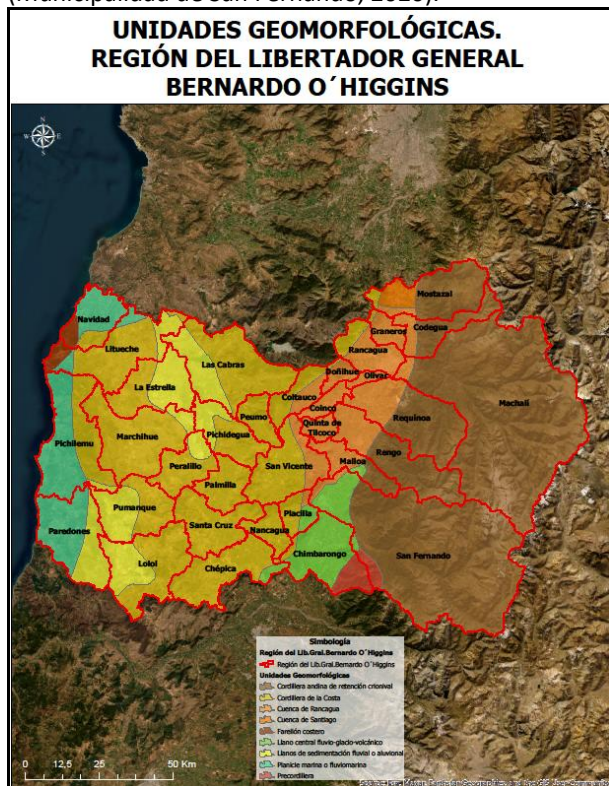 UNIDADES GEOMORFOLÓGICAS.
REGIÓN DEL LIBERTADOR GENERAL
BERNARDO O´HIGGINS
N
W E
S
Mostazal
Navidad
Graneros
Codegua
Litueche
Rancagua
Las Cabras
Doñihue
Olivar
La Estrella
Machalí
Coltauco
Coinco
Peumo
Requinoa
Quinta de
Tilcoco
Pichilemu
Marchihue
Pichidegua
Rengo
Malloa
Peralillo
San Vicente
Palmilla
Pumanque
Placilla
Paredones
Santa Cruz
Nancagua
Chimbarongo
San Fernando
Lolol
Chépica
Simbología
Región del Lib.Gral.Bernardo O´Higgins
Región del Lib.Gral.Bernardo O´Higgins
Unidades Geomorfológicas
Cordillera andina de retención crionival
Cordillera de la Costa
Cuenca de Rancagua
Cuenca de Santiago
Farellón costero
Llano central fluvio-glacio-volcánico
Llanos de sedimentación fluvial o aluvional
Planicie marina o fluviomarina
Precordillera
0 12,5 25 50 Km